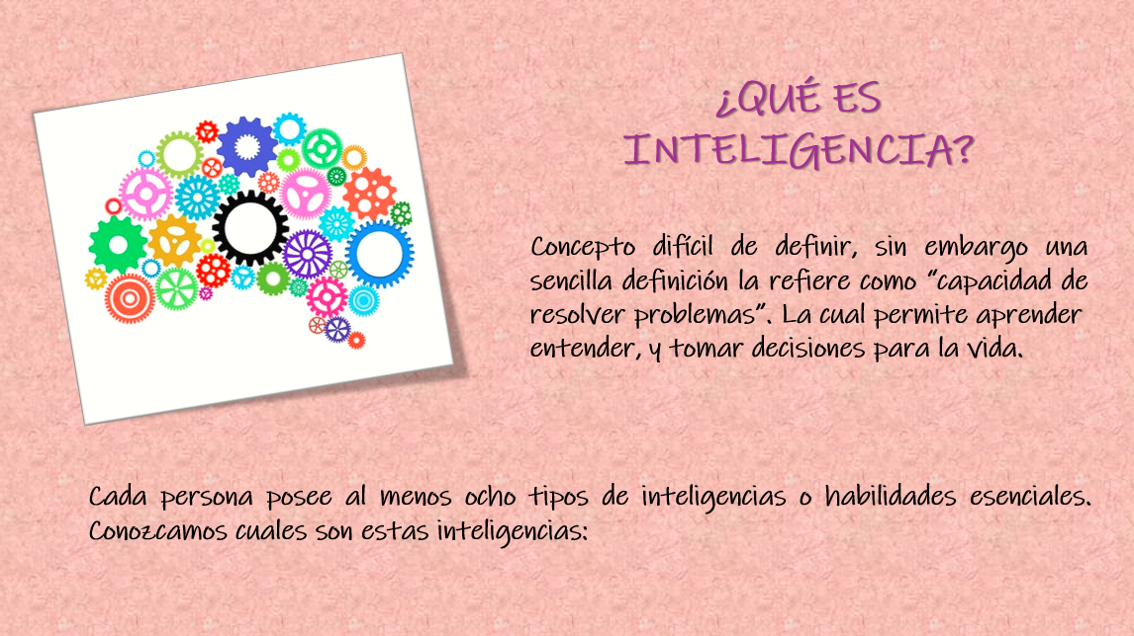 ¿QUÉ ES
INTELIGENCIA?
Concepto difícil de definir, sin embargo una
sencilla definición la refiere como “capacidad de
resolver problemas”. La cual permite aprender
entender, y tomar decisiones para la vida.
Cada persona posee al menos ocho tipos de inteligencias o habilidades esenciales.
Conozcamos cuales son estas inteligencias: